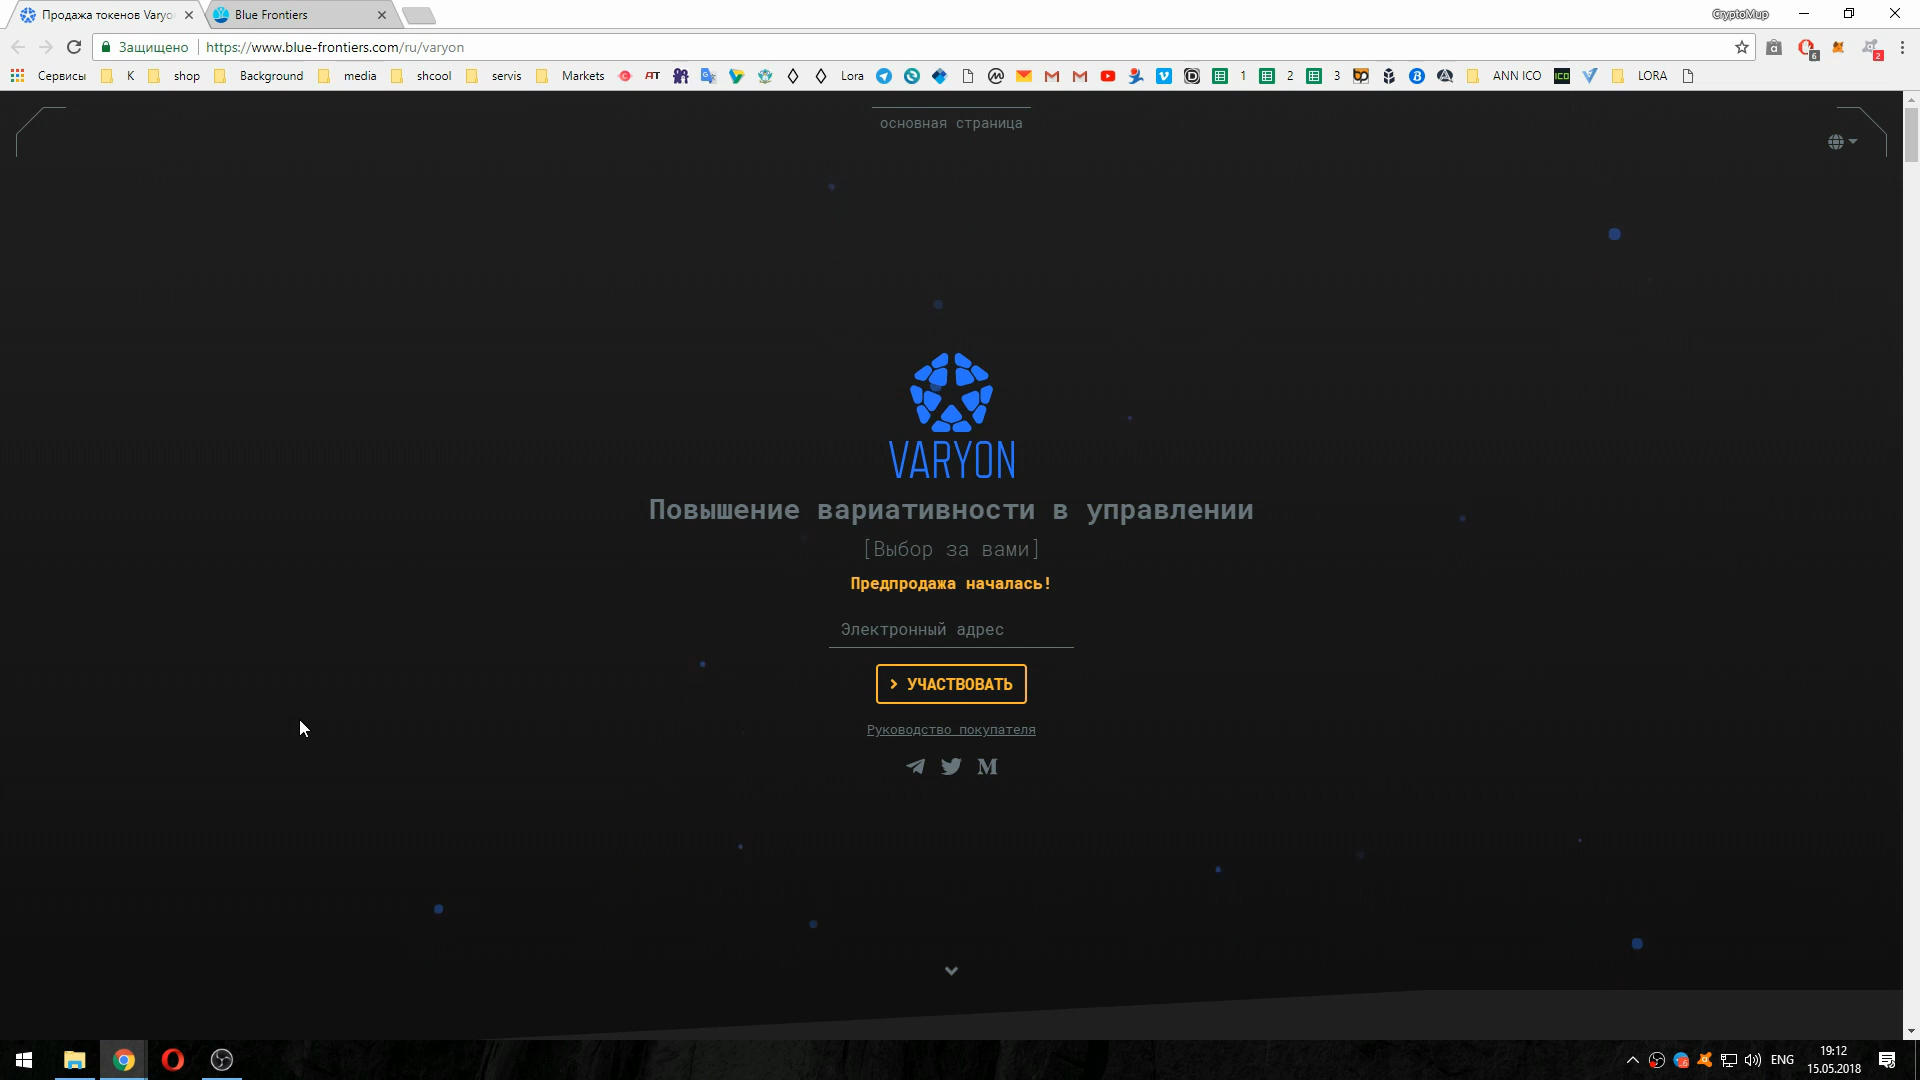 Продажа токенов Varyo
Blue Frontiers
CryptoMup
Защищено
https://www.blue-frontiers.com/ru/varyon
Сервисы
K
shop
Background
media
shcool
servis
Markets
Lora
1
2
3
ANN ICO
LORA
основная страница
VARYON
Повышение вариативности в управлении
[Выбор за вами]
Предпродажа началась!
Электронный адрес
> УЧАСТВОВАТЬ
Руководство покупателя
ENG
19:12
15.05.2018